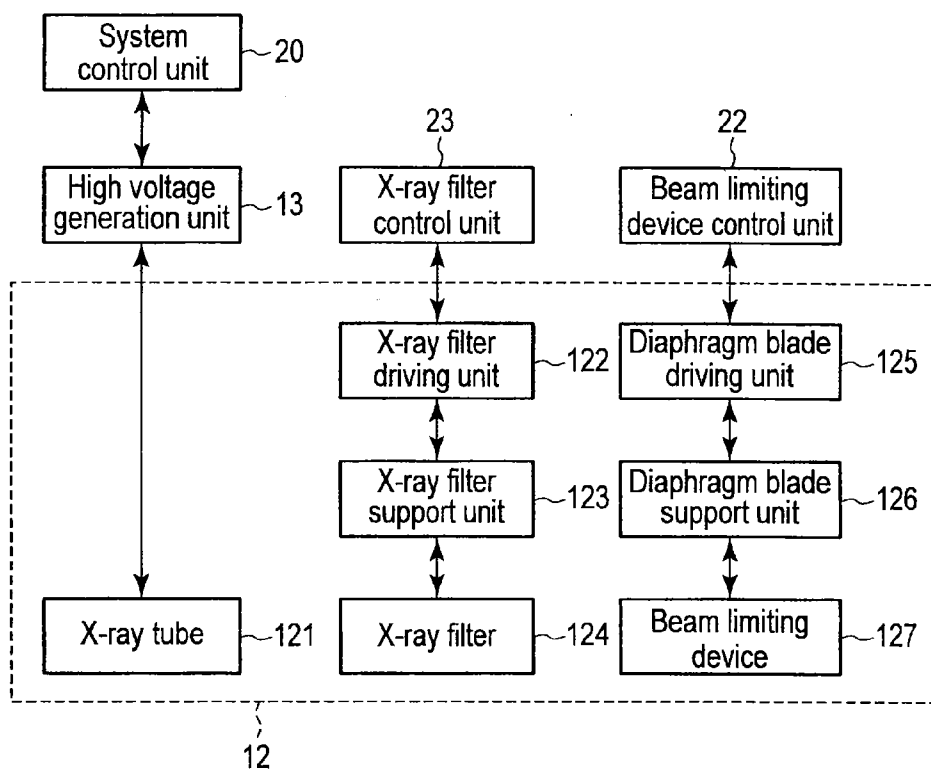 System
control unit
20
High voltage
generation unit
13
23
X-ray filter
control unit
22
Beam limiting
device control unit
X-ray filter
driving unit
122
Diaphragm blade
driving unit
125
X-ray filter
support unit
123
Diaphragm blade
support unit
126
X-ray tube
121
X-ray filter
124
Beam limiting
device
127
12